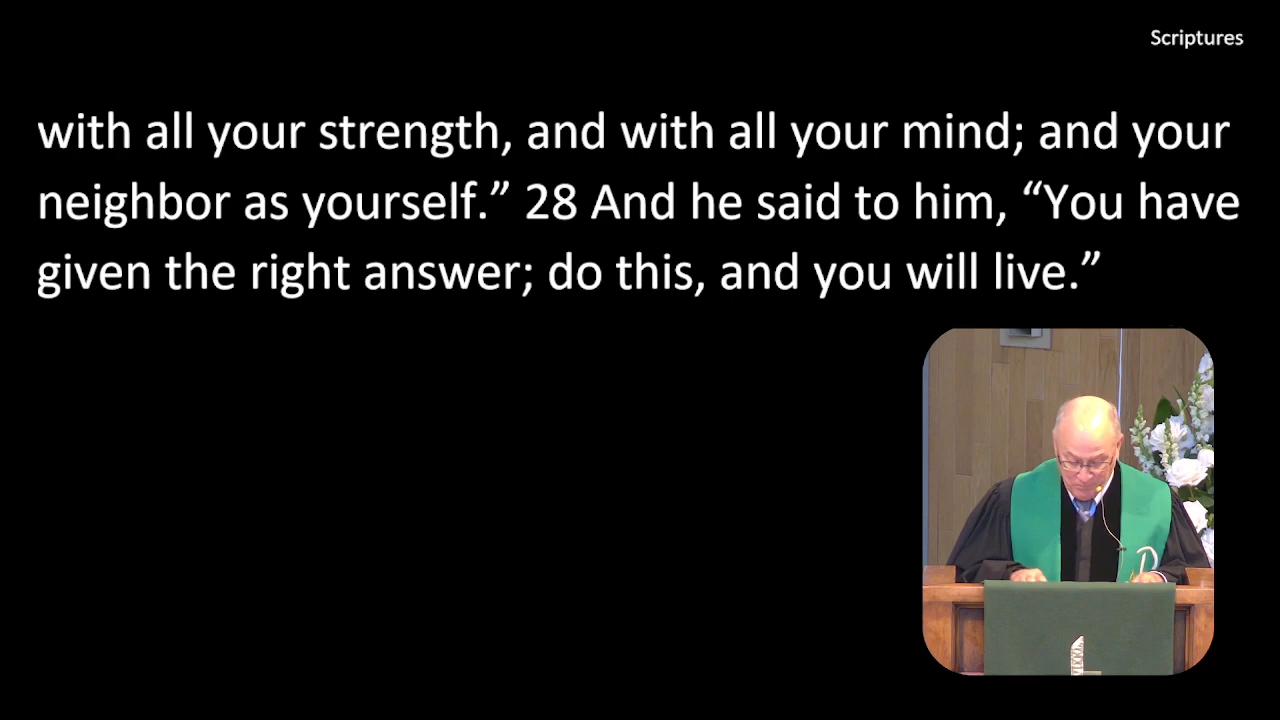 Scriptures
with all your strength, and with all your mind; and your
neighbor as yourself.” 28 And he said to him, “You have
given the right answer; do this, and you will live.”